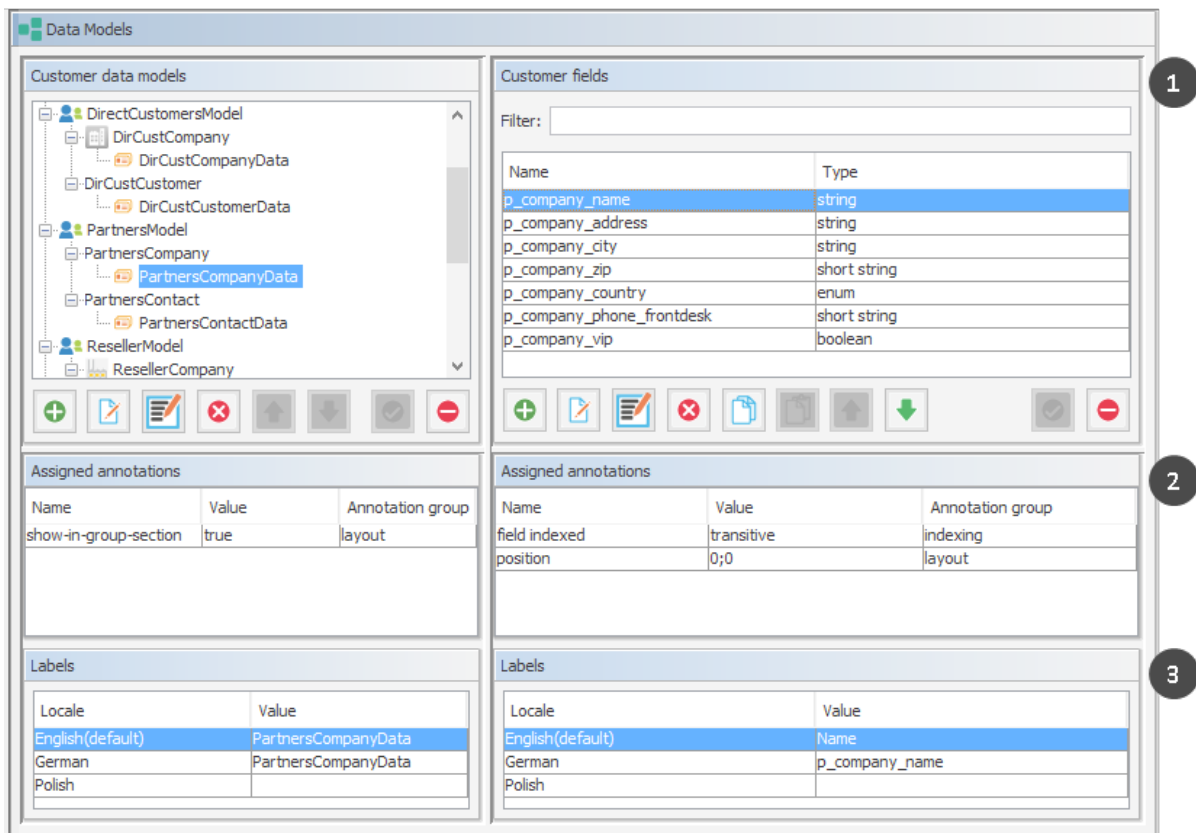 Data Models
Customer data models
DirectCustomersModel
DirCustCompany
DirCustCompanyData
DirCustCustomer
DirCustCustomerData
PartnersModel
PartnersCompany
PartnersCompanyData
PartnersContact
PartnersContactData
ResellerModel
ResellerCompany
Customer fields
1
Filter:
Name Type
p_company_name string
p_company_address string
p_company_city string
p_company_zip short string
p_company_country enum
p_company_phone_frontdesk short string
p_company_vip boolean
Assigned annotations
Name Value Annotation group
show-in-group-section true layout
Assigned annotations
2
Name Value Annotation group
field indexed transitive indexing
position 0;0 layout
Labels
Locale Value
English(default) PartnersCompanyData
German PartnersCompanyData
Polish
Labels
3
Locale Value
English(default) Name
German p_company_name
Polish